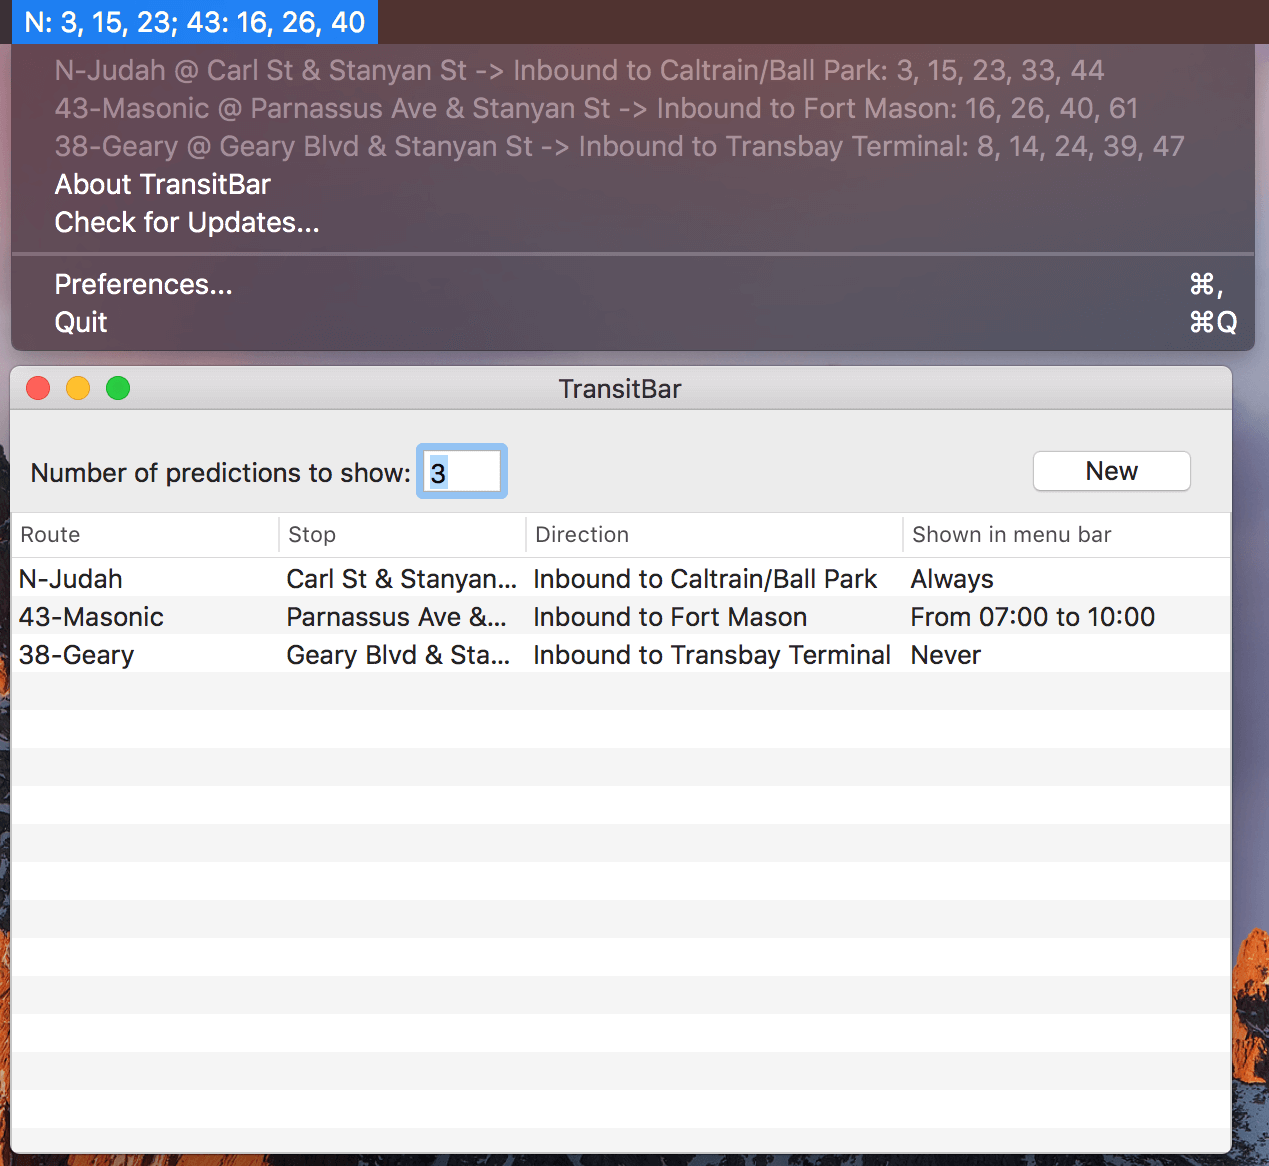 N: 3, 15, 23; 43: 16, 26, 40
N-Judah @ Carl St & Stanyan St -> Inbound to Caltrain/Ball Park: 3, 15, 23, 33, 44
43-Masonic @ Parnassus Ave & Stanyan St -> Inbound to Fort Mason: 16, 26, 40, 61
38-Geary @ Geary Blvd & Stanyan St -> Inbound to Transbay Terminal: 8, 14, 24, 39, 47
About TransitBar
Check for Updates...
Preferences... ⌘,
Quit ⌘Q
TransitBar
Number of predictions to show: 3 New
Route Stop Direction Shown in menu bar
N-Judah Carl St & Stanyan... Inbound to Caltrain/Ball Park Always
43-Masonic Parnassus Ave &... Inbound to Fort Mason From 07:00 to 10:00
38-Geary Geary Blvd & Sta... Inbound to Transbay Terminal Never